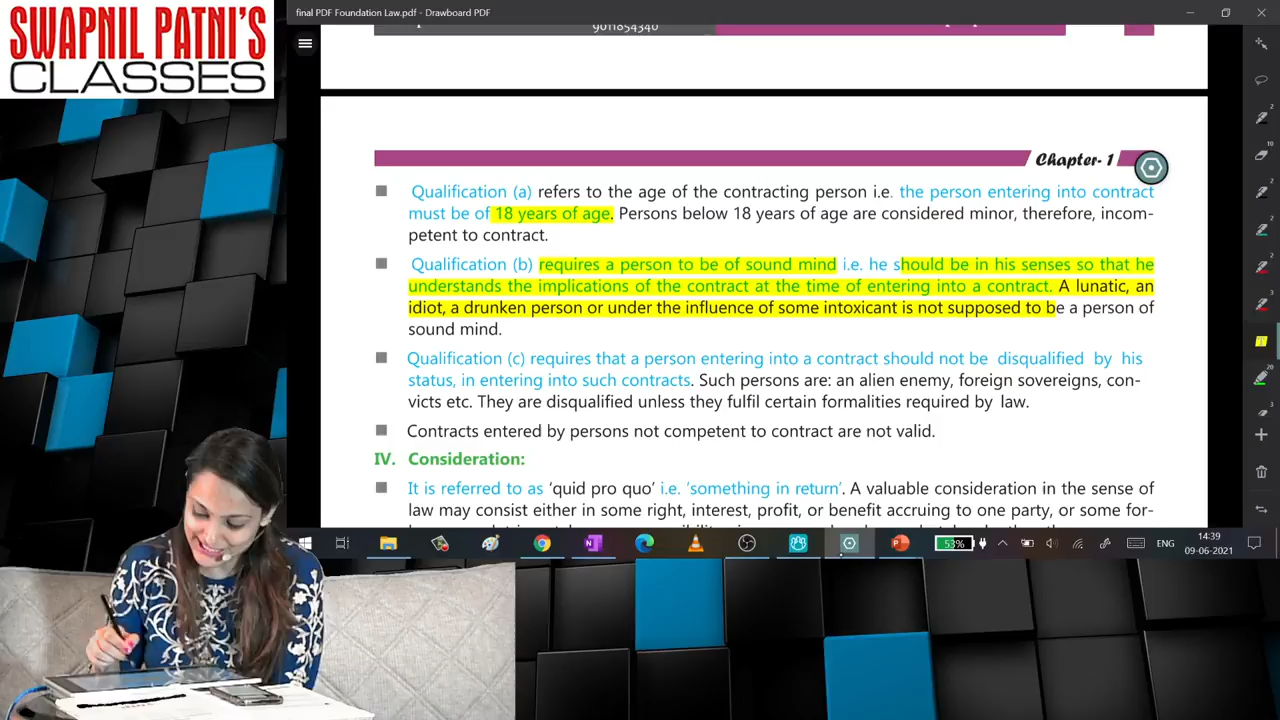 SWAPNIL PATNI'S
CLASSES
final PDF Foundation Law.pdf - Drawboard PDF
9011854340
Chapter- 1
Qualification (a) refers to the age of the contracting person i.e. the person entering into contract
must be of 18 years of age. Persons below 18 years of age are considered minor, therefore, incom-
petent to contract.
Qualification (b) requires a person to be of sound mind i.e. he should be in his senses so that he
understands the implications of the contract at the time of entering into a contract. A lunatic, an
idiot, a drunken person or under the influence of some intoxicant is not supposed to be a person of
sound mind.
Qualification (c) requires that a person entering into a contract should not be disqualified by his
status, in entering into such contracts. Such persons are: an alien enemy, foreign sovereigns, con-
victs etc. They are disqualified unless they fulfil certain formalities required by law.
Contracts entered by persons not competent to contract are not valid.
IV. Consideration:
It is referred to as 'quid pro quo' i.e. 'something in return'. A valuable consideration in the sense of
law may consist either in some right, interest, profit, or benefit accruing to one party, or some for-
53%
ENG
14:39
09-06-2021